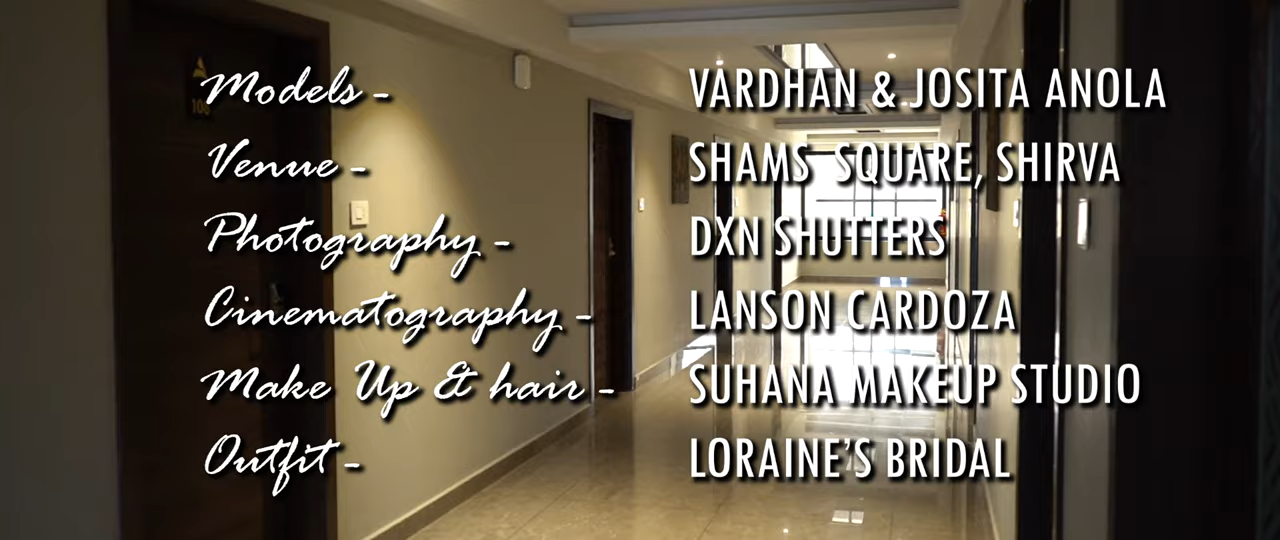 Models - VARDHAN & JOSITA ANOLA
Venue - SHAMS SQUARE, SHIRVA
Photography - DXN SHUTTERS
Cinematography - LANSON CARDOZA
Make Up & hair - SUHANA MAKEUP STUDIO
Outfit - LORAINE'S BRIDAL